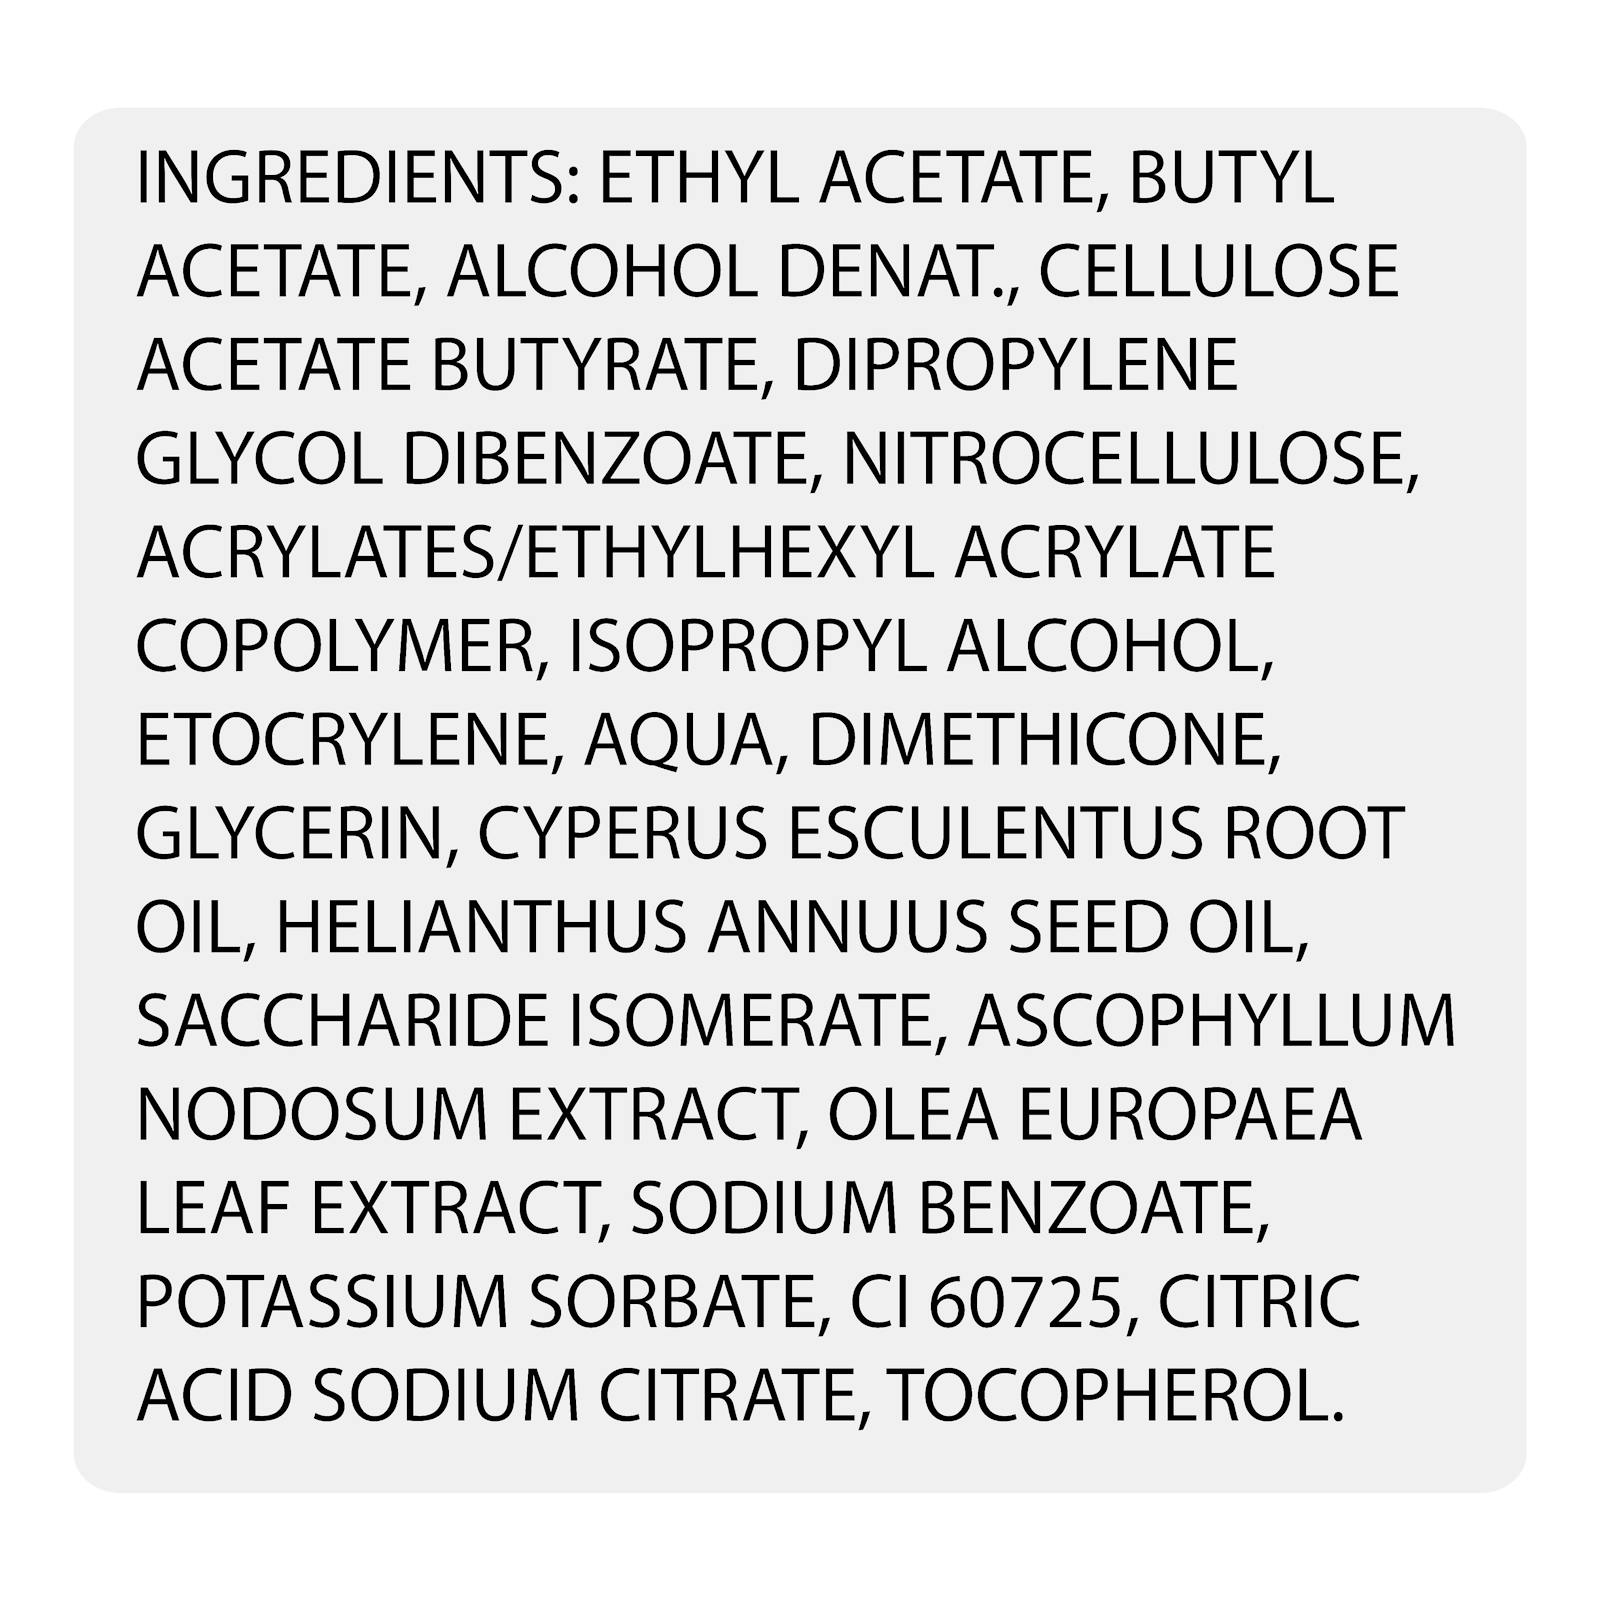 INGREDIENTS: ETHYL ACETATE, BUTYL
ACETATE, ALCOHOL DENAT., CELLULOSE
ACETATE BUTYRATE, DIPROPYLENE
GLYCOL DIBENZOATE, NITROCELLULOSE,
ACRYLATES/ETHYLHEXYL ACRYLATE
COPOLYMER, ISOPROPYL ALCOHOL,
ETOCRYLENE, AQUA, DIMETHICONE,
GLYCERIN, CYPERUS ESCULENTUS ROOT
OIL, HELIANTHUS ANNUUS SEED OIL,
SACCHARIDE ISOMERATE, ASCOPHYLLUM
NODOSUM EXTRACT, OLEA EUROPAEA
LEAF EXTRACT, SODIUM BENZOATE,
POTASSIUM SORBATE, CI 60725, CITRIC
ACID SODIUM CITRATE, TOCOPHEROL.